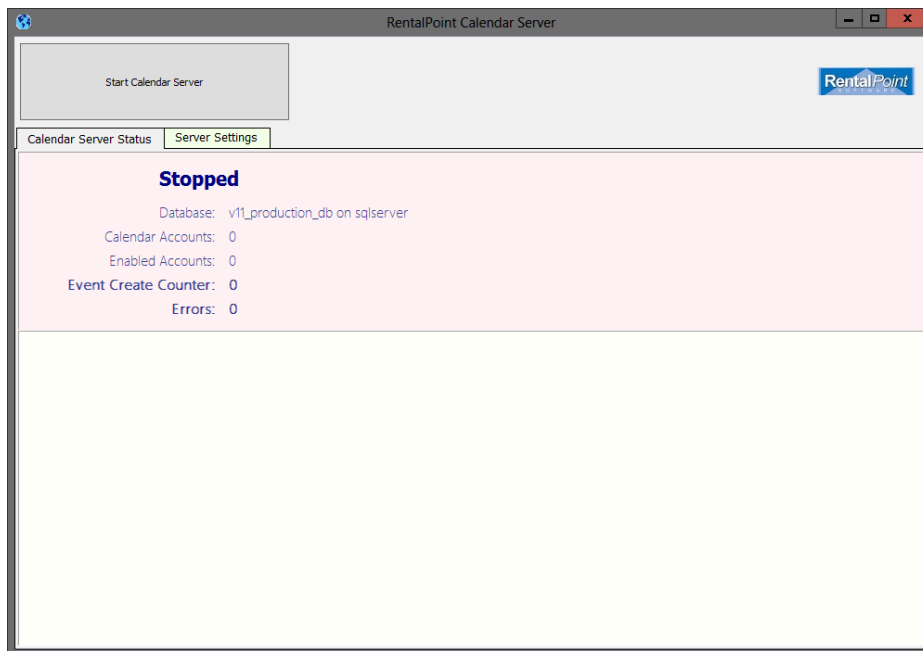 RentalPoint Calendar Server
Start Calendar Server
RentalPoint
SOFTWARE
Calendar Server Status
Server Settings
Stopped
Database: v11_production_db on sqlserver
Calendar Accounts: 0
Enabled Accounts: 0
Event Create Counter: 0
Errors: 0